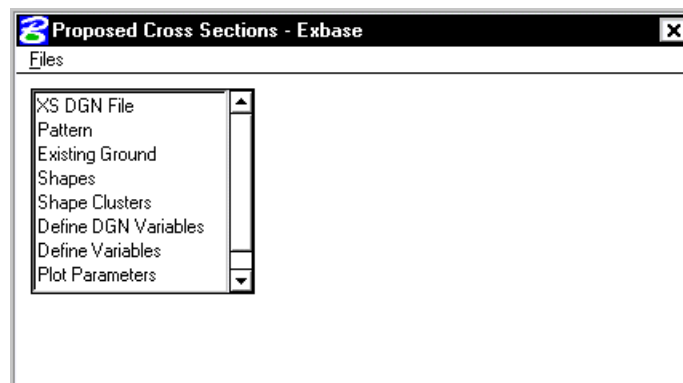 Proposed Cross Sections - Exbase
Files
XS DGN File
Pattern
Existing Ground
Shapes
Shape Clusters
Define DGN Variables
Define Variables
Plot Parameters